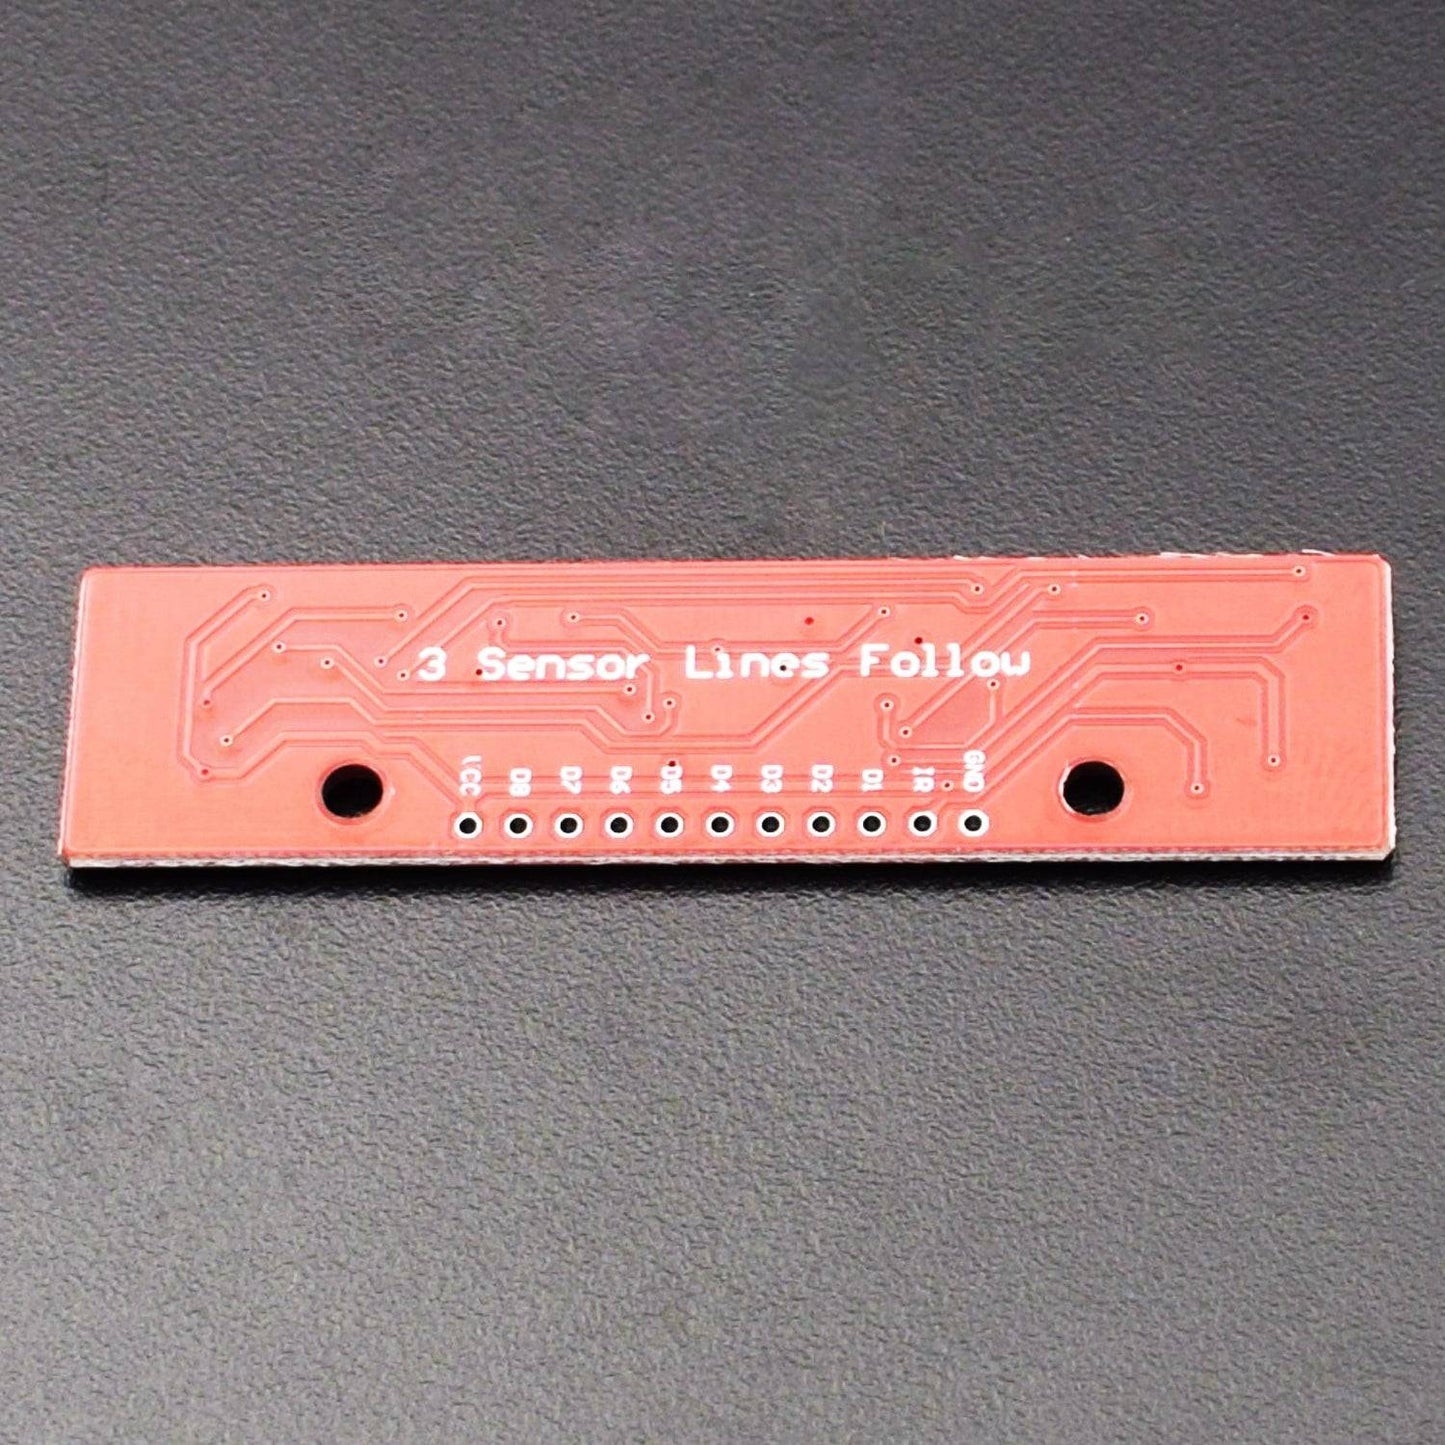 3 Sensor Lines Follow
VCC D8 D7 D6 D5 D4 D3 D2 D1 IR GND